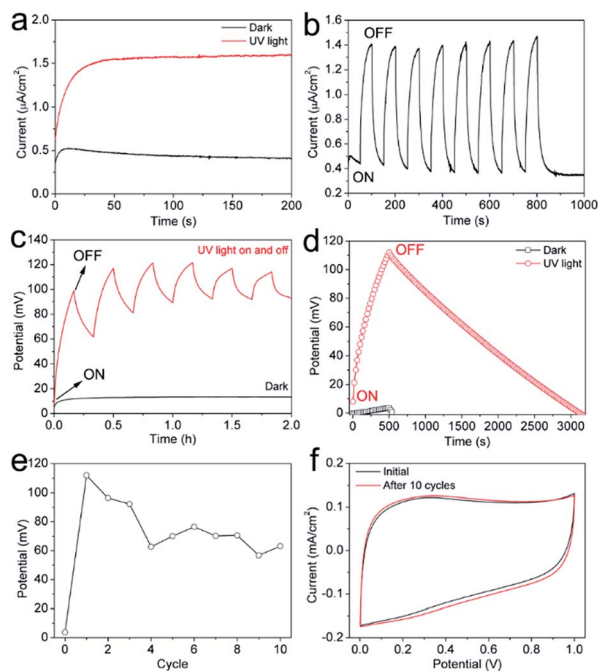 a
Dark
UV light
Current (μA/cm²)
2.0
1.5
1.0
0.5
0.0
0 50 100 150 200
Time (s)
b
OFF
ON
Current (μA/cm²)
1.6
1.4
1.2
1.0
0.8
0.6
0.4
0.2
0 200 400 600 800 1000
Time (s)
c
UV light on and off
OFF
ON
Dark
Potential (mV)
140
120
100
80
60
40
20
0
0.0 0.5 1.0 1.5 2.0
Time (h)
d
OFF
Dark
UV light
ON
Potential (mV)
120
100
80
60
40
20
0
0 500 1000 1500 2000 2500 3000
Time (s)
e
Potential (mV)
120
100
80
60
40
20
0
0 2 4 6 8 10
Cycle
f
Initial
After 10 cycles
Current (mA/cm²)
0.2
0.1
0.0
-0.1
-0.2
0.0 0.2 0.4 0.6 0.8 1.0
Potential (V)